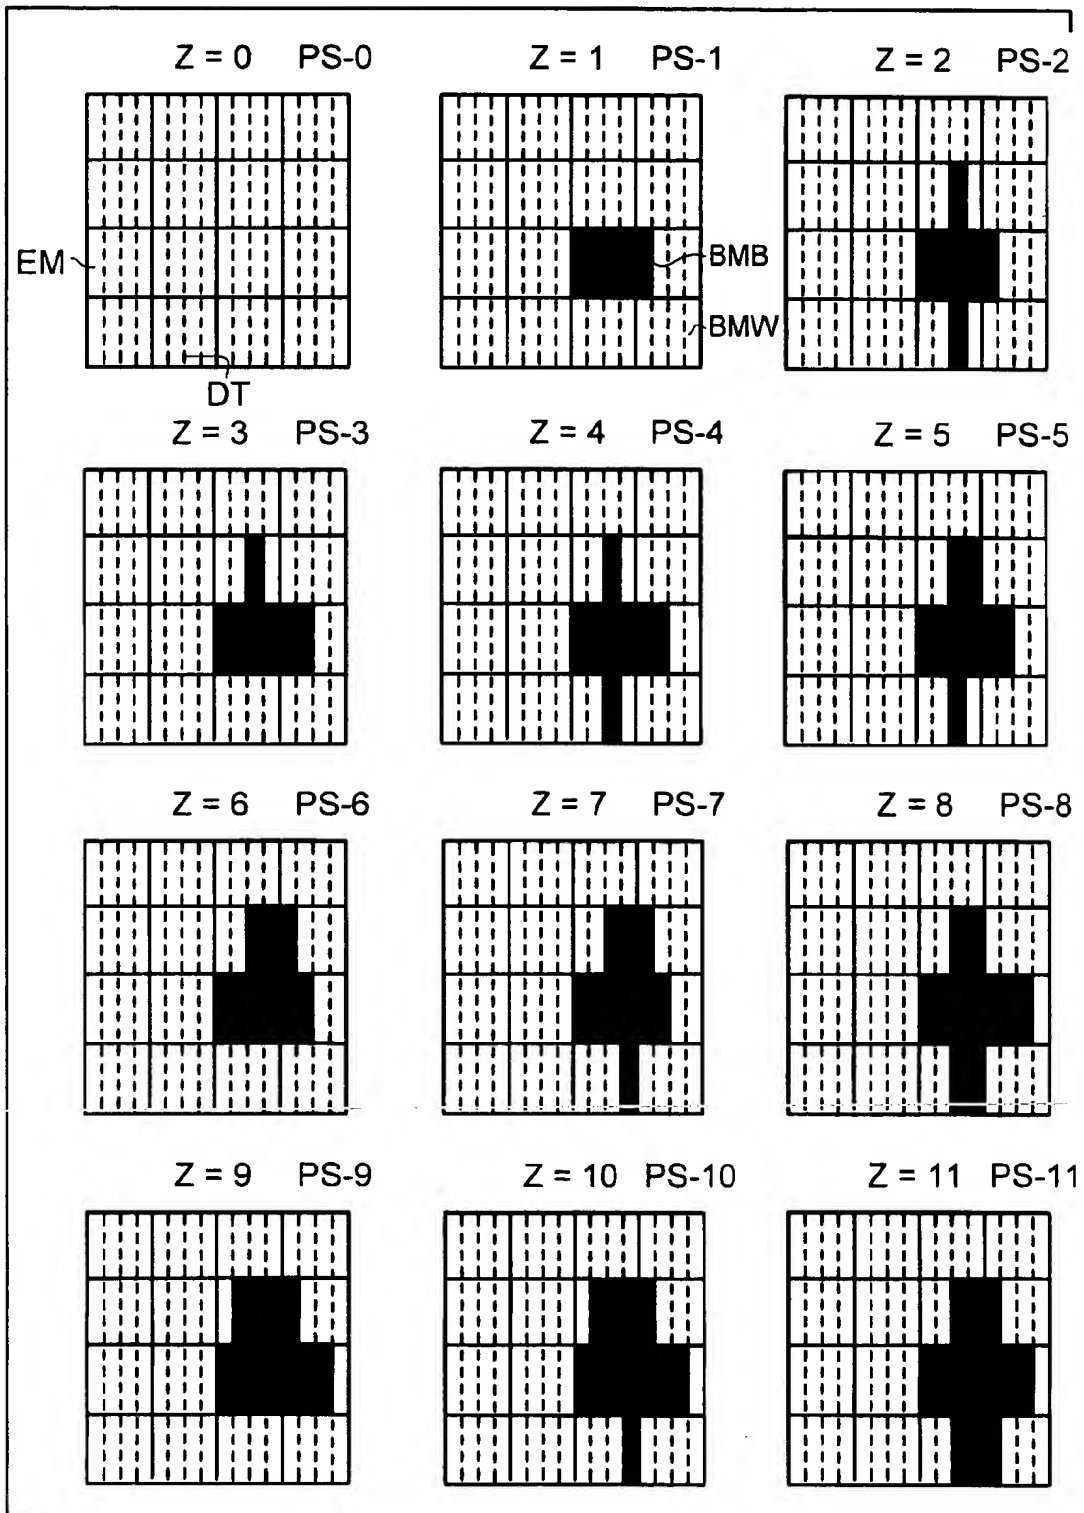 Z = 0 PS-0
Z = 1 PS-1
Z = 2 PS-2
EM
DT
BMB
BMW
Z = 3 PS-3
Z = 4 PS-4
Z = 5 PS-5
Z = 6 PS-6
Z = 7 PS-7
Z = 8 PS-8
Z = 9 PS-9
Z = 10 PS-10
Z = 11 PS-11